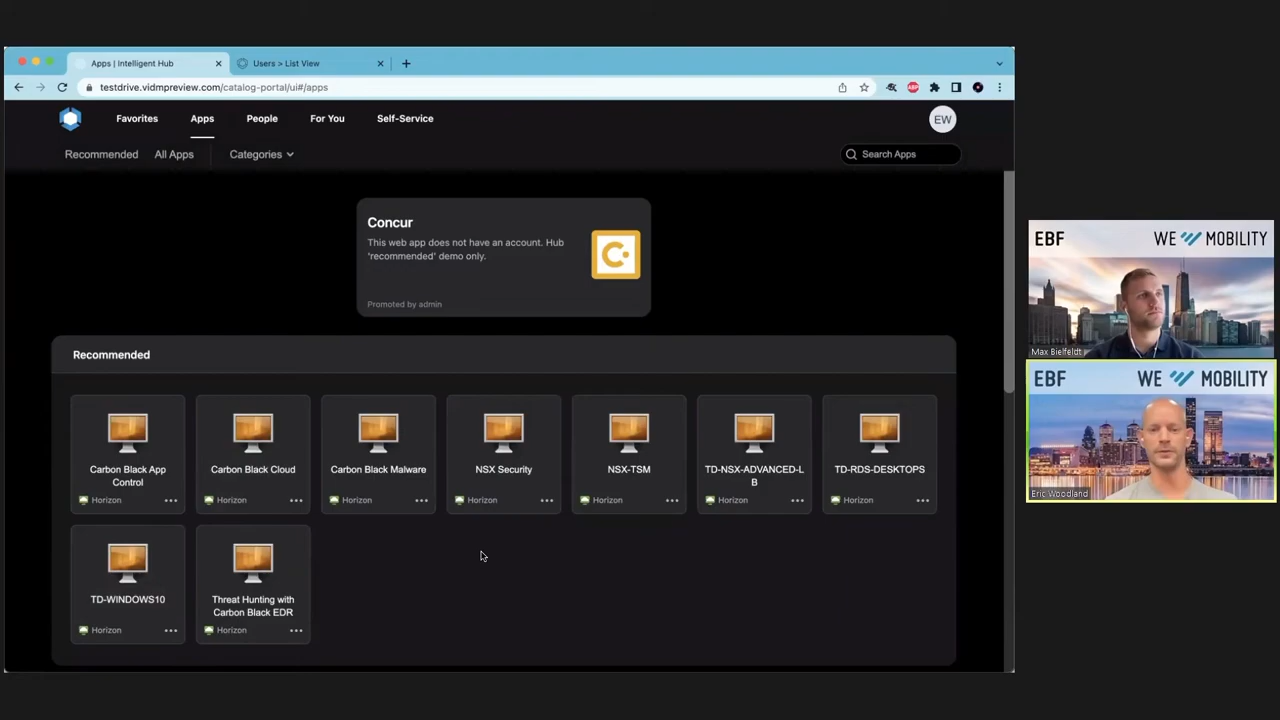 Apps | Intelligent Hub
Users > List View
testdrive.vidmpreview.com/catalog-portal/ui#/apps
ABP
Favorites
Apps
People
For You
Self-Service
EW
Recommended
All Apps
Categories
Search Apps
Concur
This web app does not have an account. Hub
'recommended' demo only.
Promoted by admin
C
Recommended
Carbon Black App
Control
Horizon
Carbon Black Cloud
Horizon
Carbon Black Malware
Horizon
NSX Security
Horizon
NSX-TSM
Horizon
TD-NSX-ADVANCED-L
B
Horizon
TD-RDS-DESKTOPS
Horizon
TD-WINDOWS10
Horizon
Threat Hunting with
Carbon Black EDR
Horizon
EBF
WE MOBILITY
Max Bielfeldt
EBF
WE MOBILITY
Eric Woodland